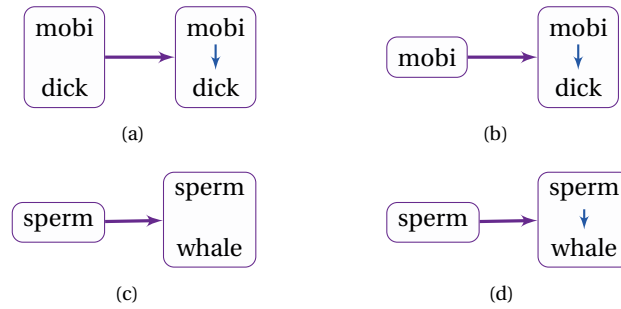 mobi mobi
dick dick
(a)
mobi mobi
dick
(b)
sperm sperm
whale
(c)
sperm sperm
whale
(d)